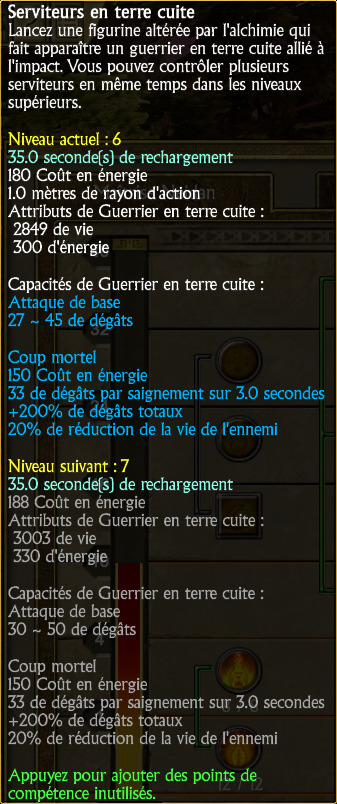 Serviteurs en terre cuite
Lancez une figurine altérée par l'alchimie qui
fait apparaître un guerrier en terre cuite allié à
l'impact. Vous pouvez contrôler plusieurs
serviteurs en même temps dans les niveaux
supérieurs.
Niveau actuel : 6
35.0 seconde(s) de rechargement
180 Coût en énergie
1.0 mètres de rayon d'action
Attributs de Guerrier en terre cuite :
2849 de vie
300 d'énergie
Capacités de Guerrier en terre cuite :
Attaque de base
27 ~ 45 de dégâts
Coup mortel
150 Coût en énergie
33 de dégâts par saignement sur 3.0 secondes
+200% de dégâts totaux
20% de réduction de la vie de l'ennemi
Niveau suivant : 7
35.0 seconde(s) de rechargement
188 Coût en énergie
Attributs de Guerrier en terre cuite :
3003 de vie
330 d'énergie
Capacités de Guerrier en terre cuite :
Attaque de base
30 ~ 50 de dégâts
Coup mortel
150 Coût en énergie
33 de dégâts par saignement sur 3.0 secondes
+200% de dégâts totaux
20% de réduction de la vie de l'ennemi
Appuyez pour ajouter des points de
compétence inutilisés.
32
4
12 / 12